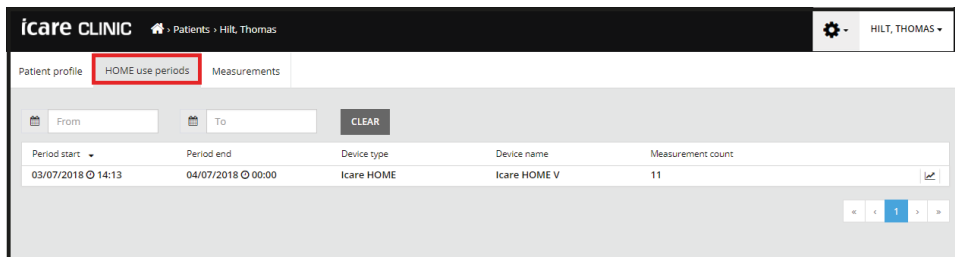 icare CLINIC › Patients › Hilt, Thomas HILT, THOMAS
Patient profile HOME use periods Measurements
From To CLEAR
Period start Period end Device type Device name Measurement count
03/07/2018 14:13 04/07/2018 00:00 Icare HOME Icare HOME V 11
« ‹ 1 › »